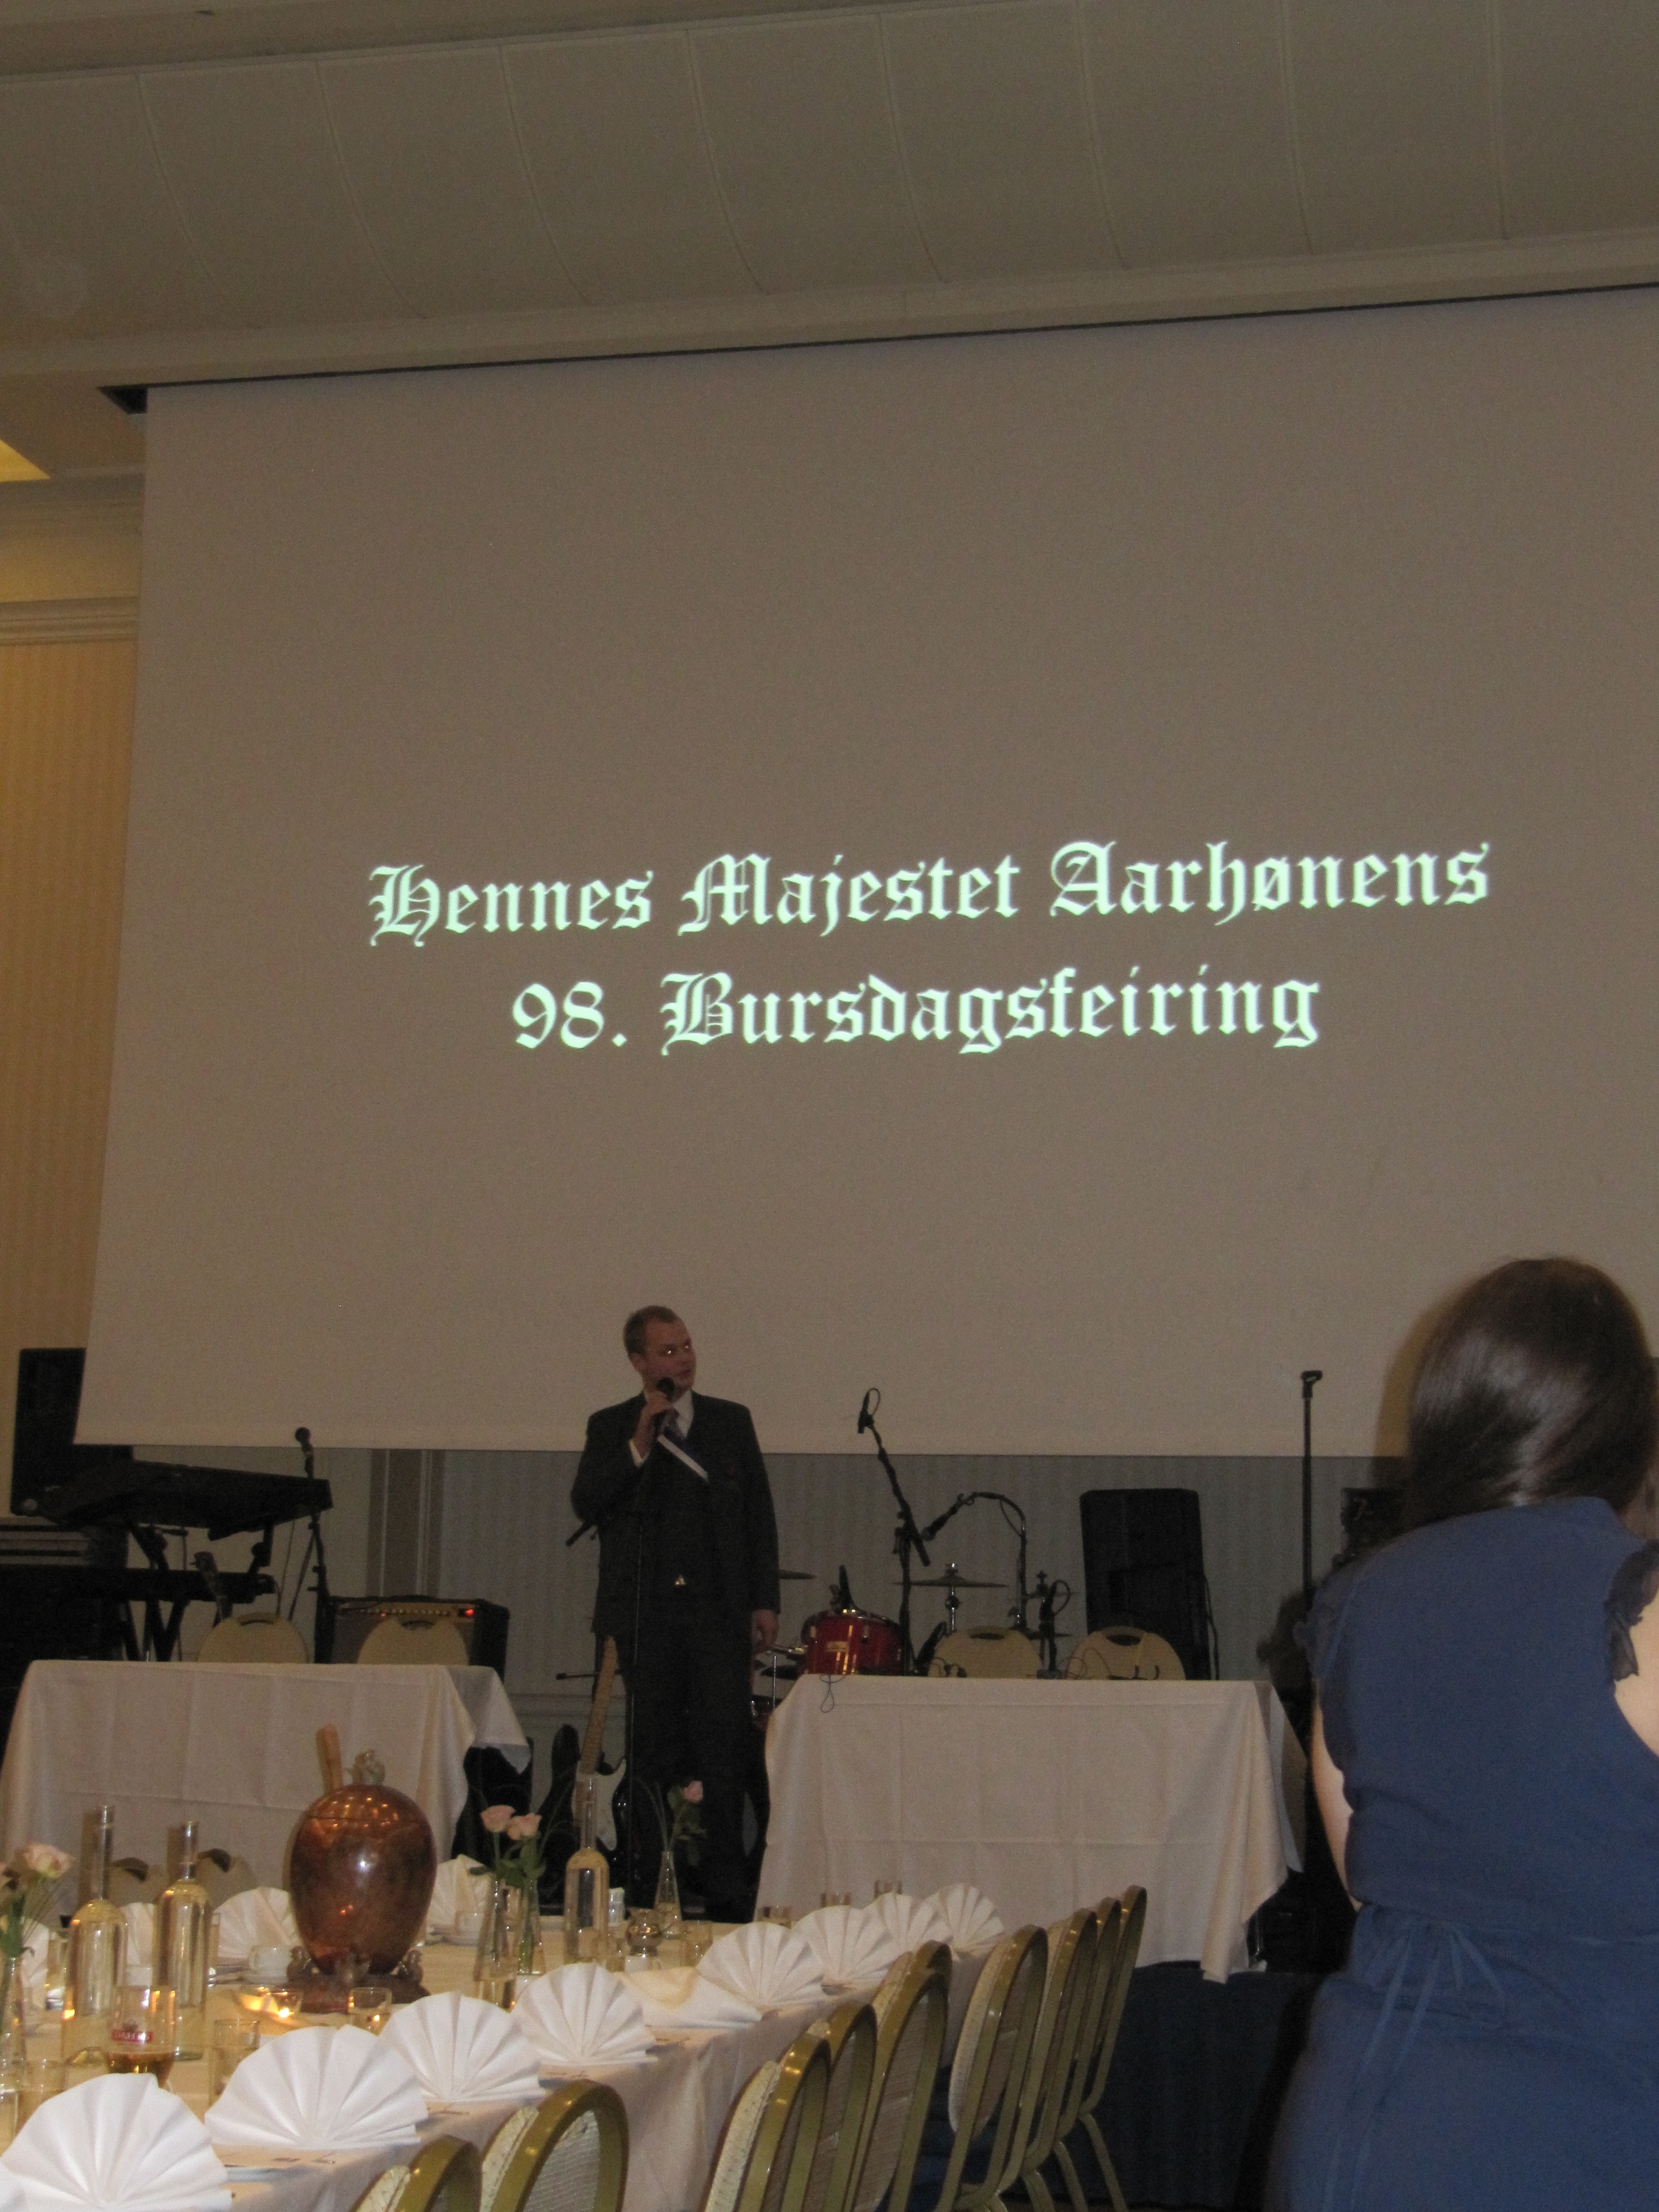 Hennes Majestet Aarhønens
98. Bursdagsfeiring